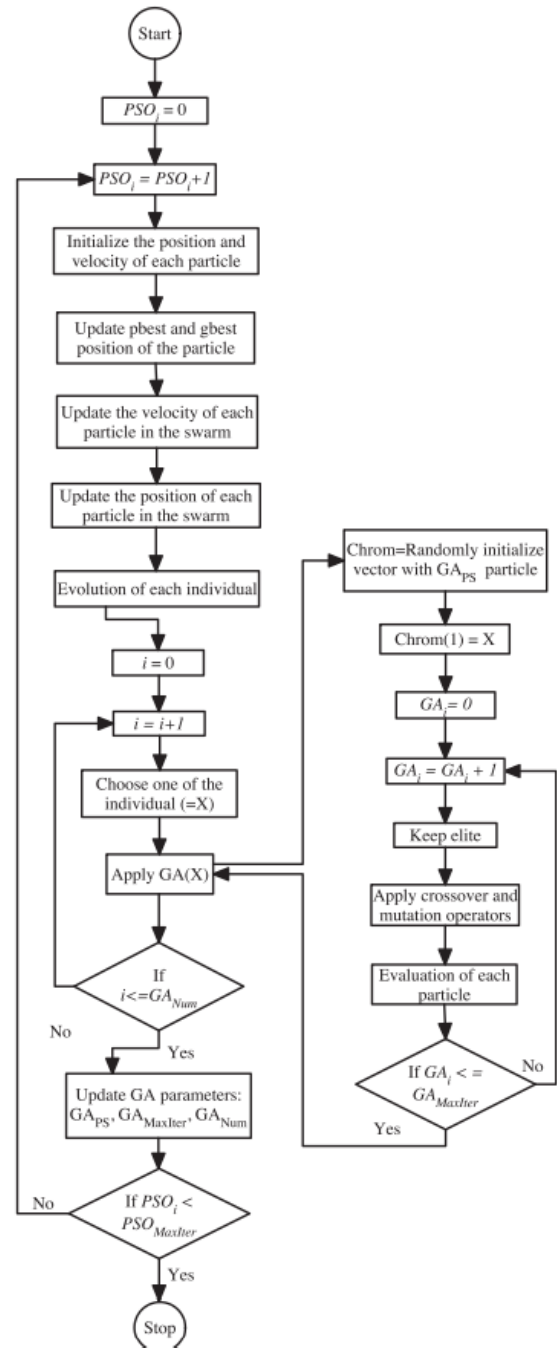 Start
PSO_i = 0
PSO_i = PSO_i+1
Initialize the position and
velocity of each particle
Update pbest and gbest
position of the particle
Update the velocity of each
particle in the swarm
Update the position of each
particle in the swarm
Evolution of each individual
i = 0
i = i+1
Choose one of the
individual (=X)
Apply GA(X)
If
i<=GA_Num
No
Yes
Update GA parameters:
GA_PS, GA_MaxIter, GA_Num
If PSO_i <
PSO_MaxIter
No
Yes
Stop
Chrom=Randomly initialize
vector with GA_PS particle
Chrom(1) = X
GA_i= 0
GA_i = GA_i + 1
Keep elite
Apply crossover and
mutation operators
Evaluation of each
particle
If GA_i < =
GA_MaxIter
No
Yes